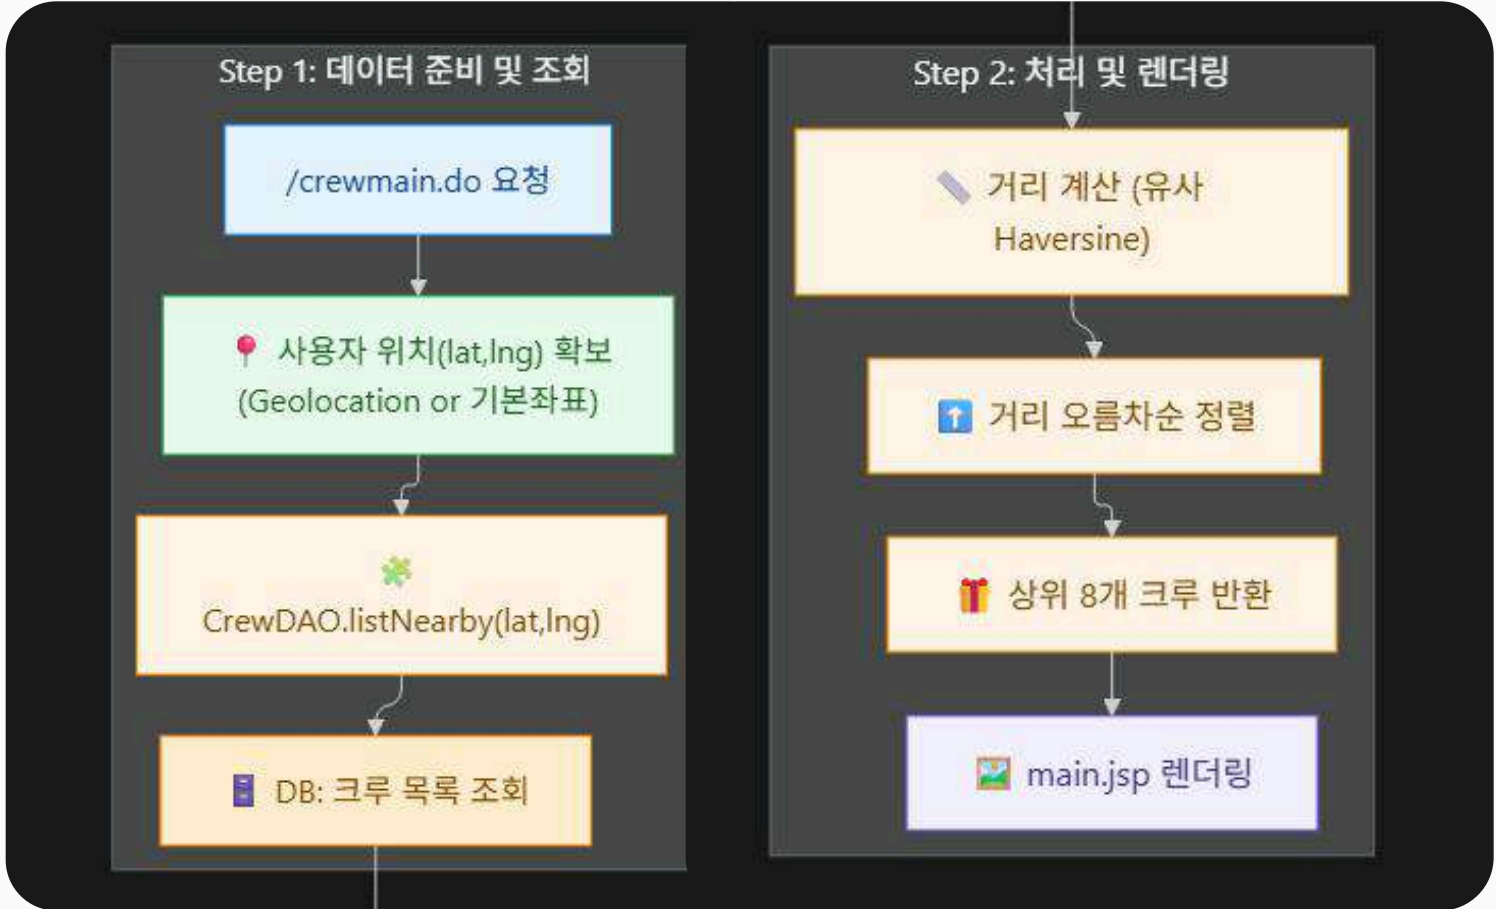 Step 1: 데이터 준비 및 조회
/crewmain.do 요청
사용자 위치(lat,lng) 확보
(Geolocation or 기본좌표)
CrewDAO.listNearby(lat,lng)
DB: 크루 목록 조회
Step 2: 처리 및 렌더링
거리 계산 (유사
Haversine)
거리 오름차순 정렬
상위 8개 크루 반환
main.jsp 렌더링